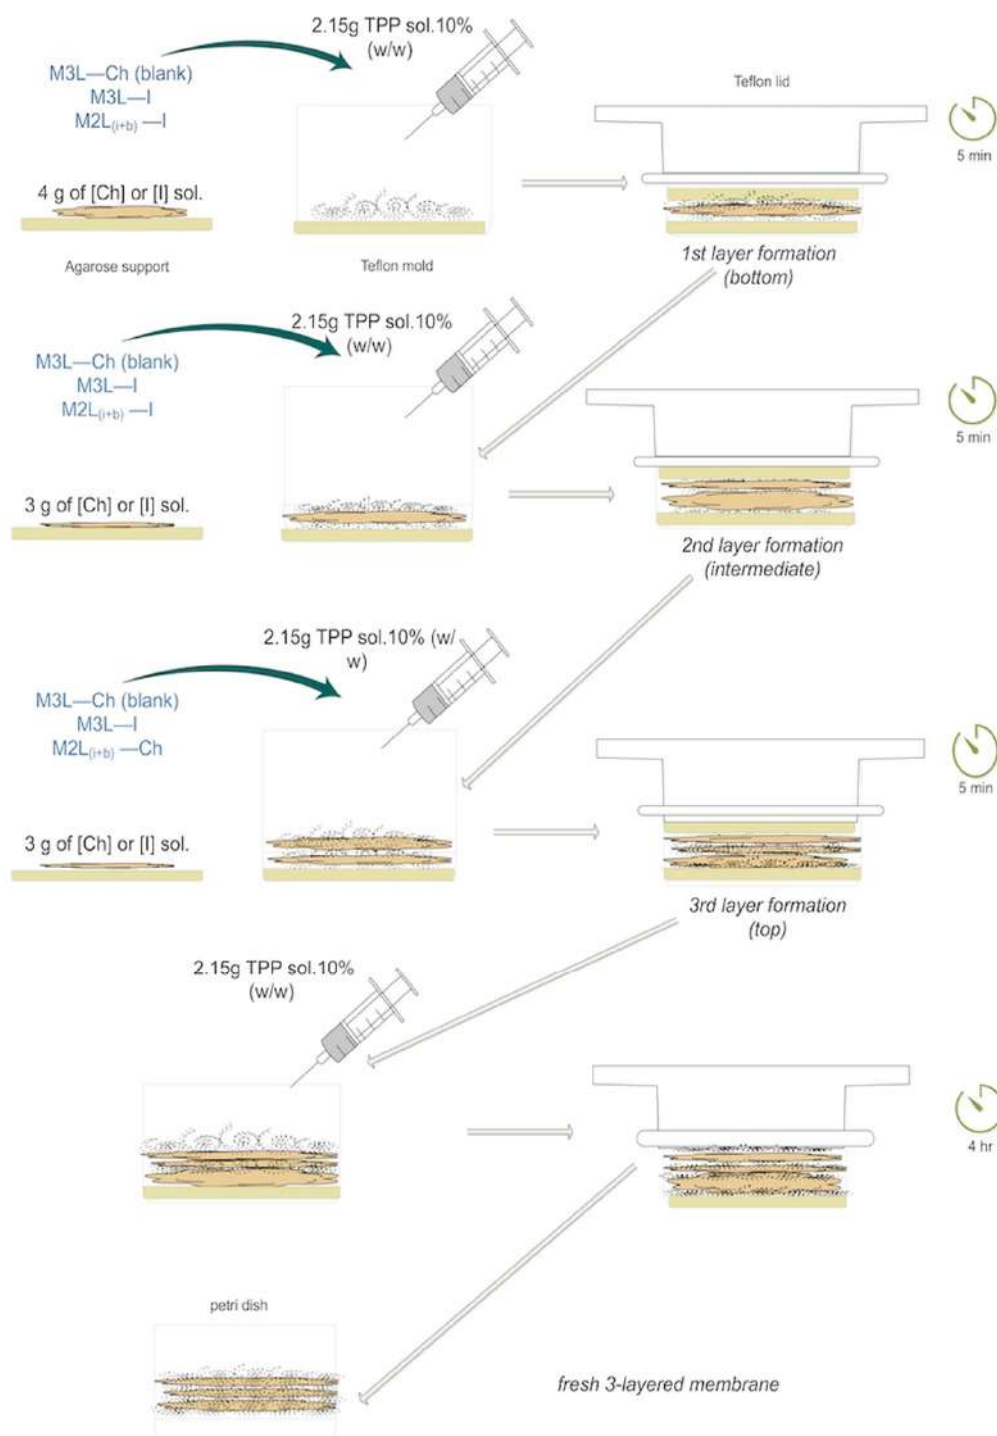 2.15g TPP sol.10%
(w/w)
M3L—Ch (blank)
M3L—I
M2L(i+b) —I
Teflon lid
5 min
4 g of [Ch] or [I] sol.
Agarose support
Teflon mold
1st layer formation
(bottom)
2.15g TPP sol.10%
(w/w)
M3L—Ch (blank)
M3L—I
M2L(i+b) —I
5 min
3 g of [Ch] or [I] sol.
2nd layer formation
(intermediate)
2.15g TPP sol.10% (w/
w)
M3L—Ch (blank)
M3L—I
M2L(i+b) —Ch
5 min
3 g of [Ch] or [I] sol.
3rd layer formation
(top)
2.15g TPP sol.10%
(w/w)
4 hr
petri dish
fresh 3-layered membrane